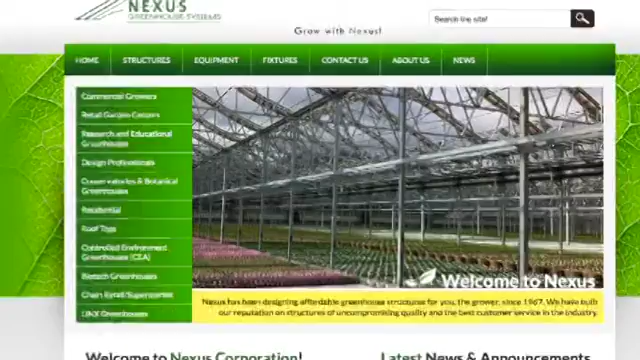 NEXUS
GREENHOUSE SYSTEMS
Grow with Nexus!
Search the site!
HOME STRUCTURES EQUIPMENT FIXTURES CONTACT US ABOUT US NEWS
Commercial Growers
Retail Garden Centers
Research and Educational
Greenhouse
Design Professionals
Conservatories & Botanical
Greenhouses
Residential
Roof Tops
Controlled Environment
Greenhouses (CEA)
Biotech Greenhouses
Chain Retail/Supercenters
Welcome to Nexus
Nexus has been designing affordable greenhouse structures for you, the grower, since 1967. We have built
our reputation on structures of uncompromising quality and the best customer service in the industry.
Welcome to Nexus Corporation!
Latest News & Announcements